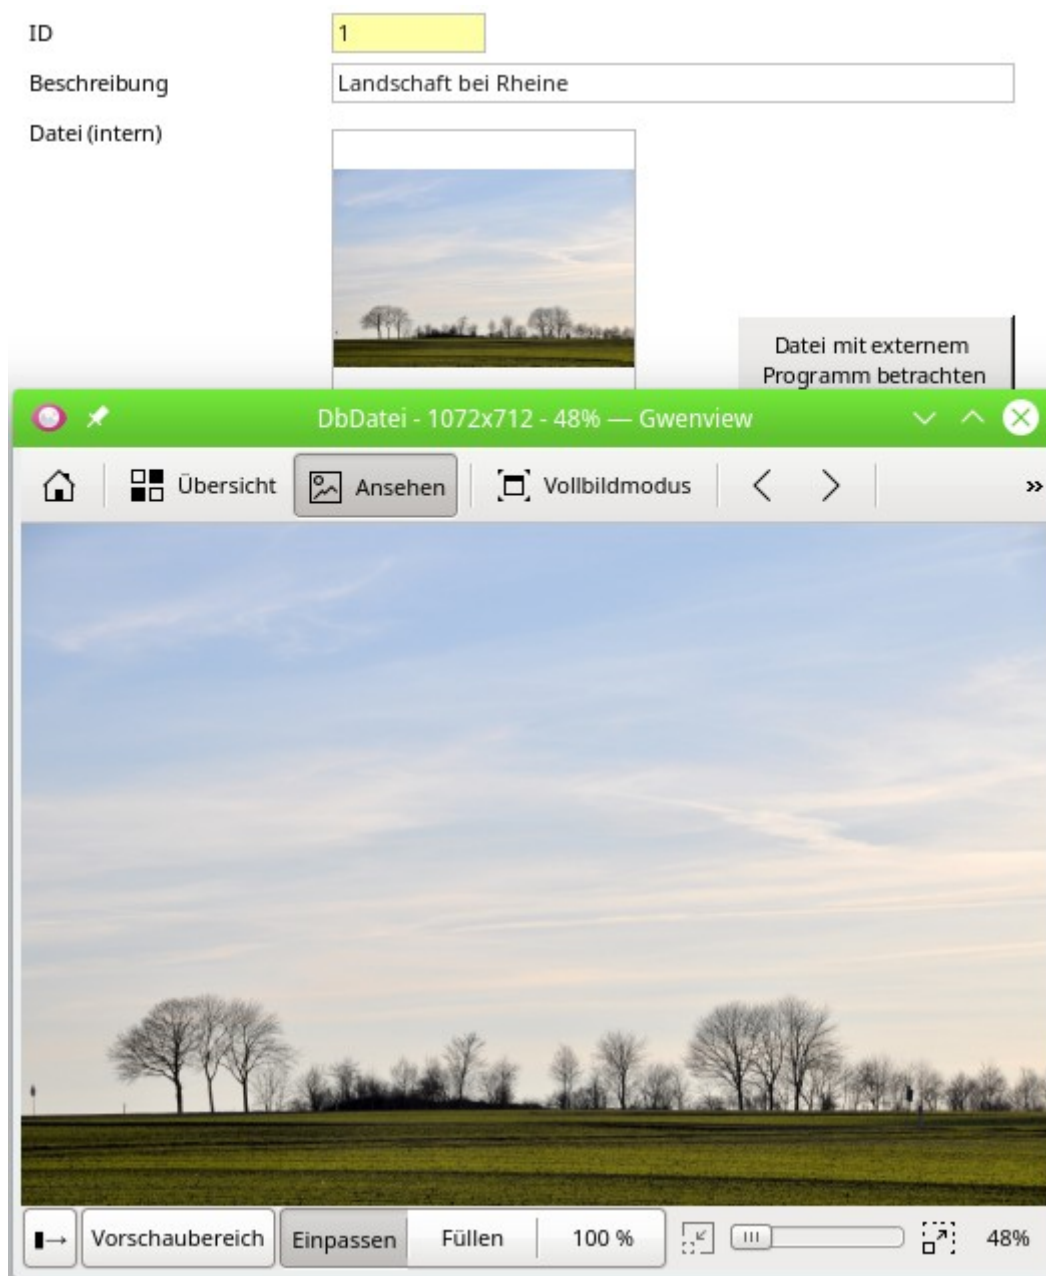 ID
1
Beschreibung
Landschaft bei Rheine
Datei (intern)
Datei mit externem
Programm betrachten
DbDatei - 1072x712 - 48% — Gwenview
Übersicht
Ansehen
Vollbildmodus
»
Vorschaubereich
Einpassen
Füllen
100 %
48%